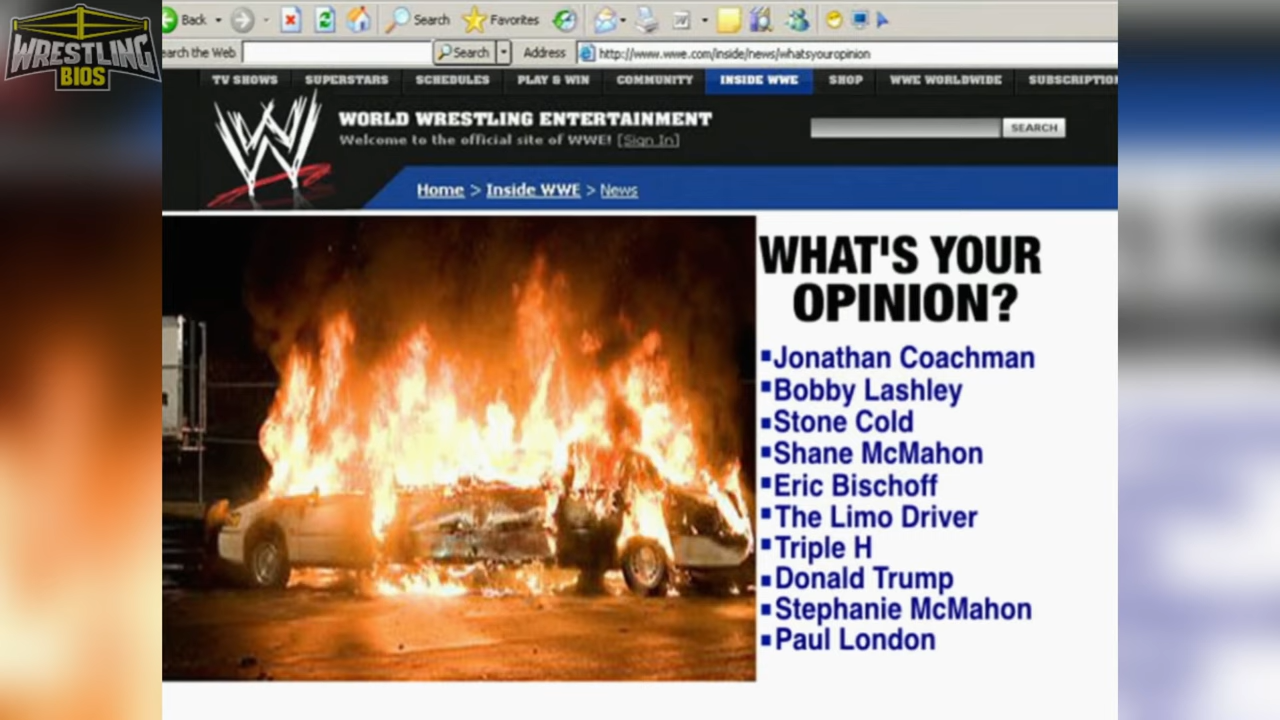 WRESTLING
BIOS
Back Search Favorites
earch the Web Search Address http://www.wwe.com/inside/news/whatsyouropinion
TV SHOWS SUPERSTARS SCHEDULES PLAY & WIN COMMUNITY INSIDE WWE SHOP WWE WORLDWIDE SUBSCRIPTIO
WORLD WRESTLING ENTERTAINMENT
Welcome to the official site of WWE! [Sign In]
SEARCH
Home > Inside WWE > News
WHAT'S YOUR
OPINION?
Jonathan Coachman
Bobby Lashley
Stone Cold
Shane McMahon
Eric Bischoff
The Limo Driver
Triple H
Donald Trump
Stephanie McMahon
Paul London